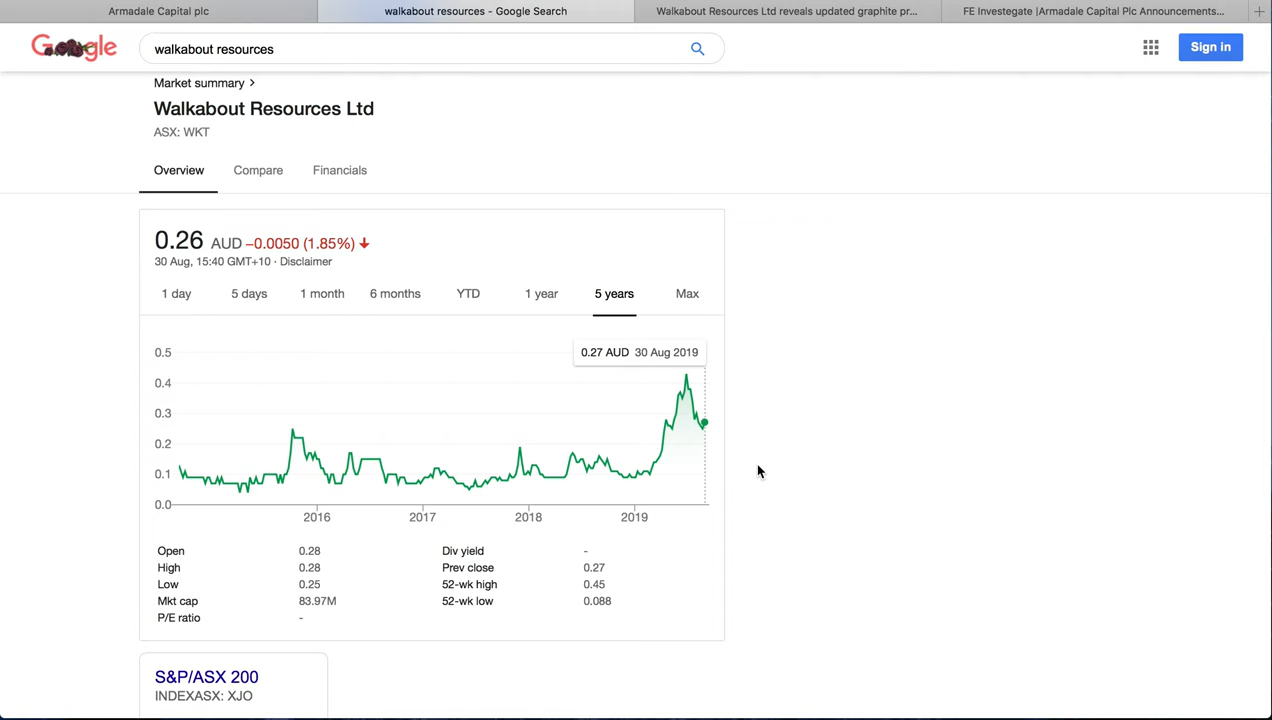 Armadale Capital plc
walkabout resources - Google Search
Walkabout Resources Ltd reveals updated graphite pr...
FE Investegate |Armadale Capital Plc Announcements...
Google
walkabout resources
Sign in
Market summary >
Walkabout Resources Ltd
ASX: WKT
Overview
Compare
Financials
0.26 AUD −0.0050 (1.85%) ↓
30 Aug, 15:40 GMT+10 · Disclaimer
1 day
5 days
1 month
6 months
YTD
1 year
5 years
Max
0.27 AUD 30 Aug 2019
0.5
0.4
0.3
0.2
0.1
0.0
2016
2017
2018
2019
Open 0.28
High 0.28
Low 0.25
Mkt cap 83.97M
P/E ratio -
Div yield -
Prev close 0.27
52-wk high 0.45
52-wk low 0.088
S&P/ASX 200
INDEXASX: XJO